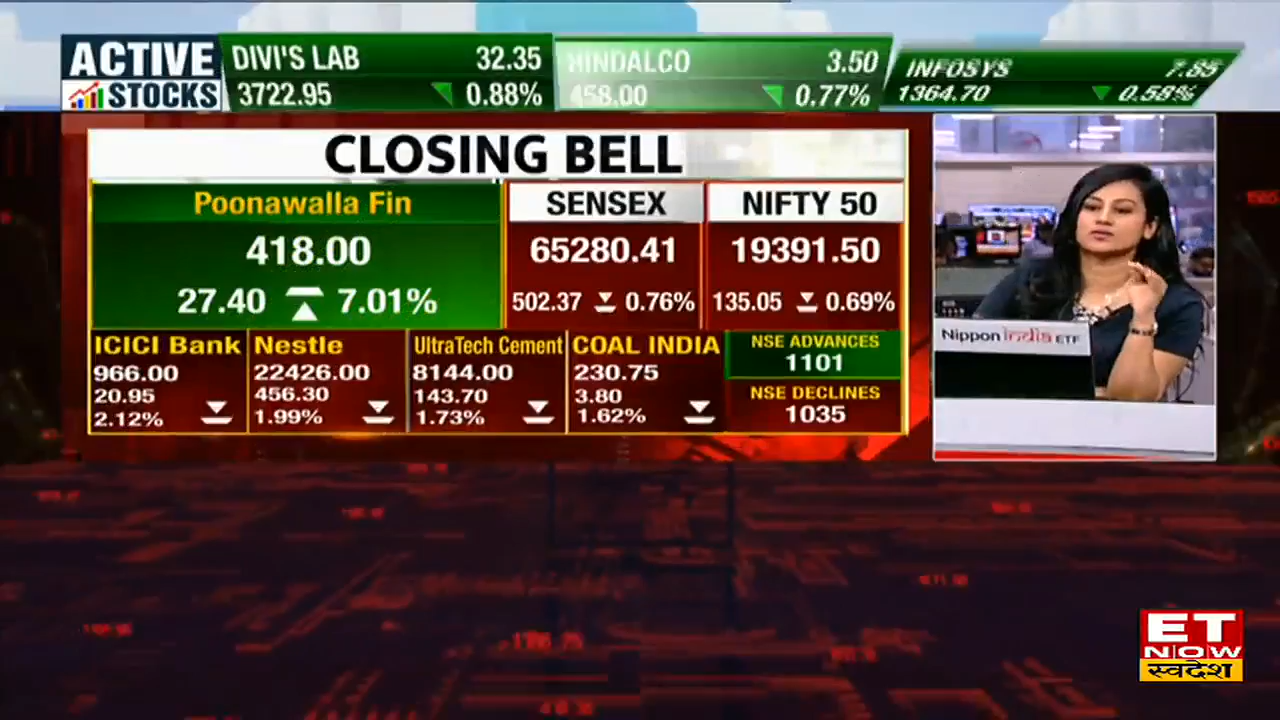 ACTIVE
STOCKS
DIVI'S LAB 32.35
3722.95 0.88%
HINDALCO 3.50
458.00 0.77%
INFOSYS 7.85
1364.70 0.58%
CLOSING BELL
Poonawalla Fin
418.00
27.40 7.01%
SENSEX
65280.41
502.37 0.76%
NIFTY 50
19391.50
135.05 0.69%
ICICI Bank
966.00
20.95
2.12%
Nestle
22426.00
456.30
1.99%
UltraTech Cement
8144.00
143.70
1.73%
COAL INDIA
230.75
3.80
1.62%
NSE ADVANCES
1101
NSE DECLINES
1035
Nippon india ETF
ET
NOW
स्वदेश